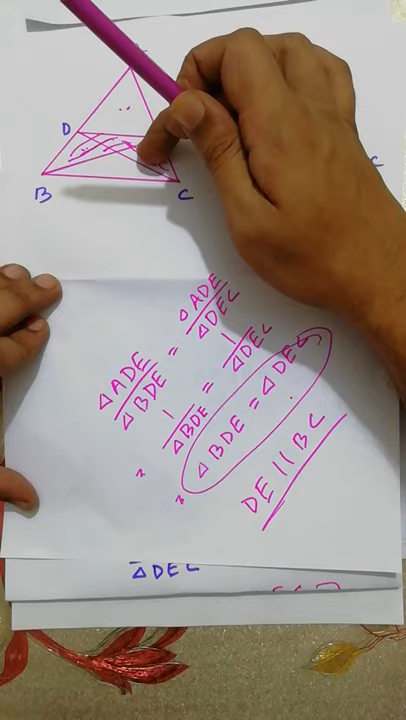 D
B C
C
ΔADE/ΔBDE = ΔADE/ΔDEC
" 1/ΔBDE = 1/ΔDEC
" ΔBDE = ΔDEC
DE || BC
ΔDEC